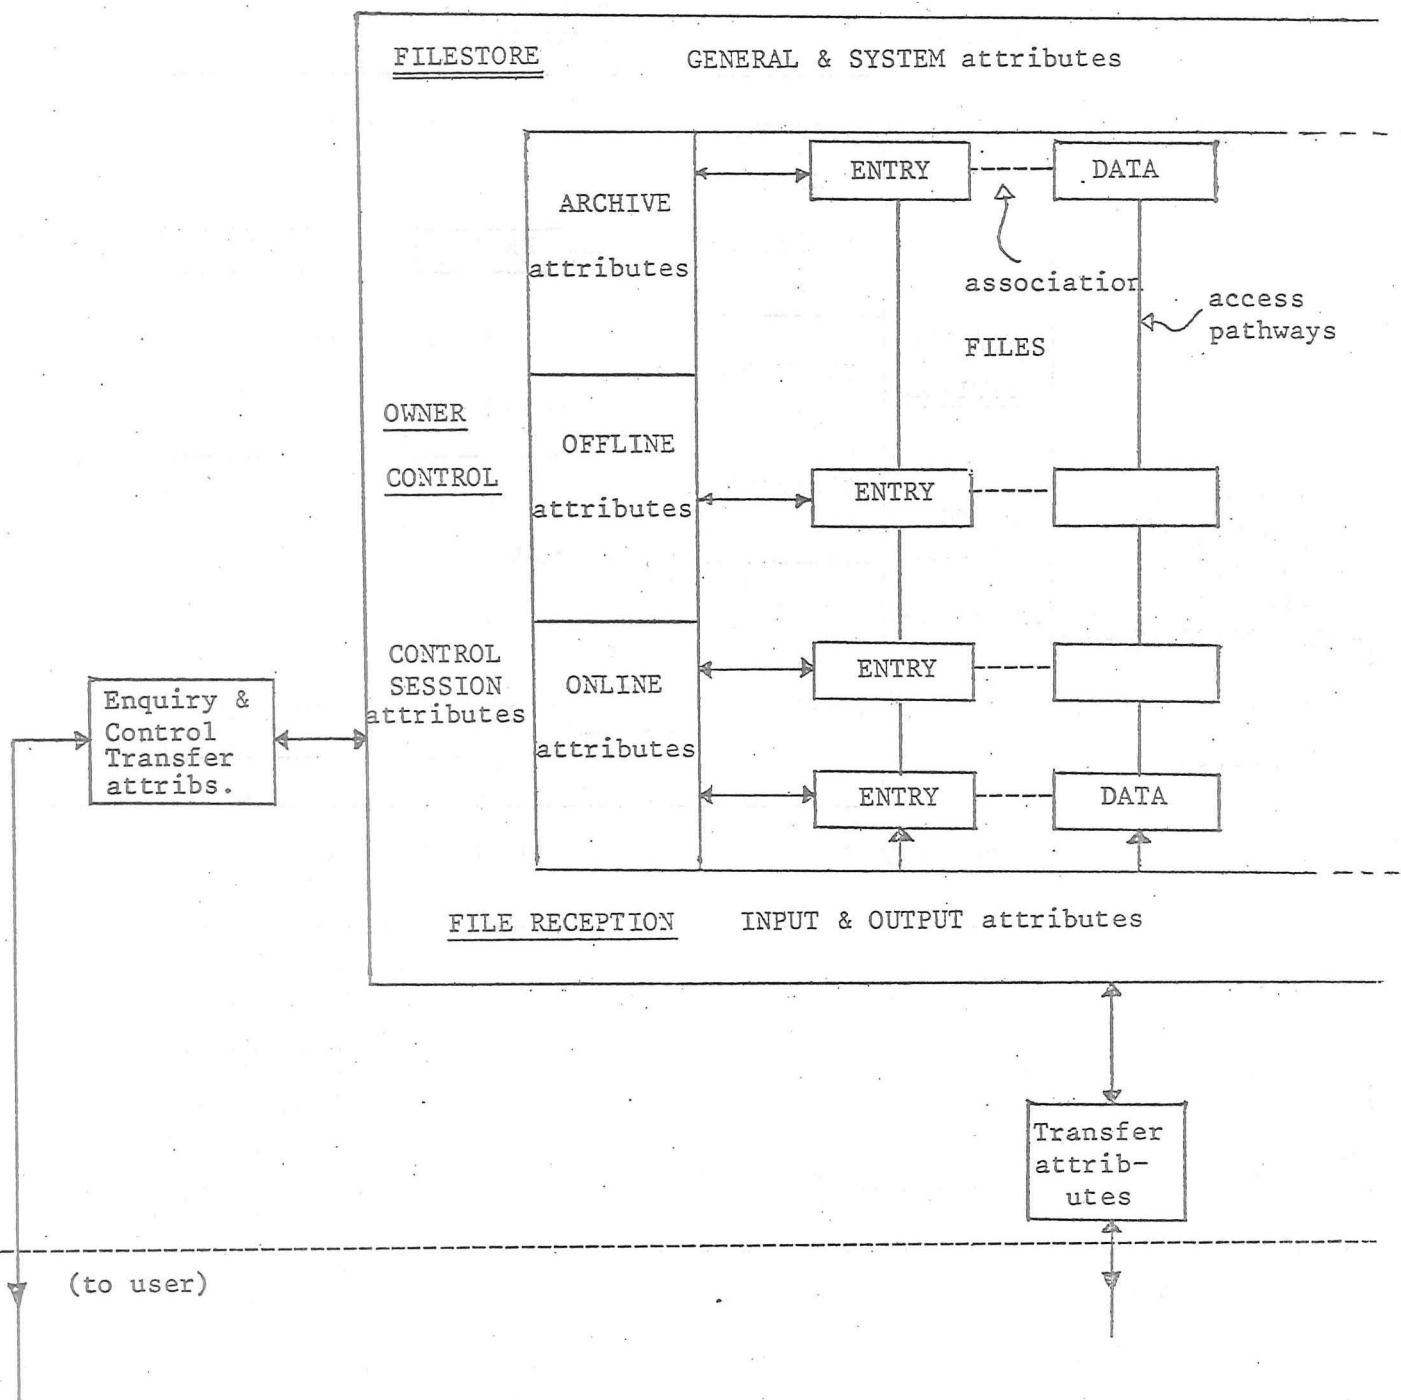 FILESTORE
GENERAL & SYSTEM attributes
ARCHIVE
attributes
ENTRY
DATA
association
access
pathways
FILES
OWNER
CONTROL
OFFLINE
attributes
ENTRY
CONTROL
SESSION
attributes
ONLINE
attributes
ENTRY
ENTRY
DATA
Enquiry &
Control
Transfer
attribs.
FILE RECEPTION
INPUT & OUTPUT attributes
Transfer
attrib-
utes
(to user)